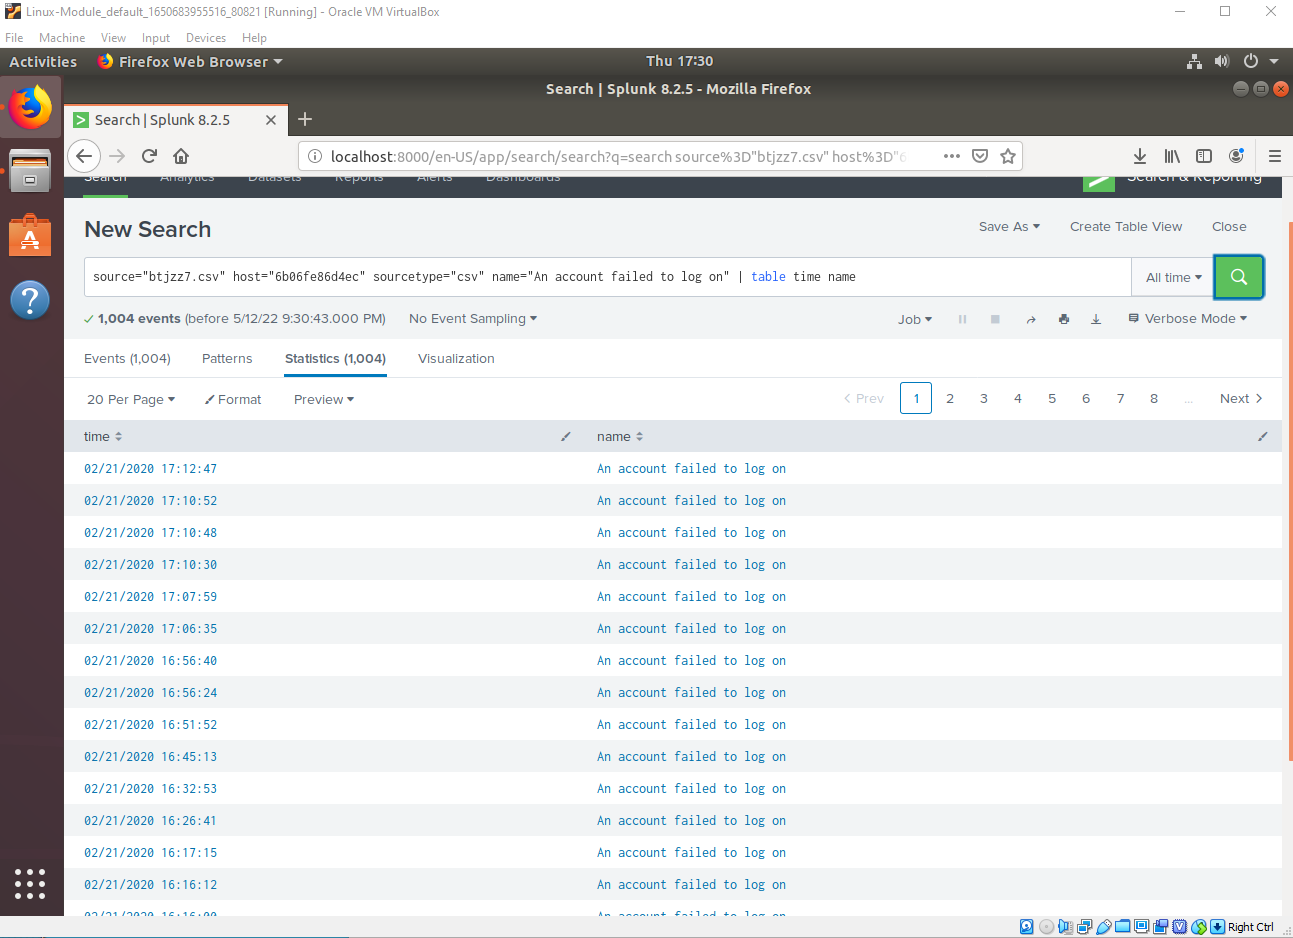 Linux-Module_default_1650683955516_80821 [Running] - Oracle VM VirtualBox
File Machine View Input Devices Help
Activities Firefox Web Browser Thu 17:30
Search | Splunk 8.2.5 - Mozilla Firefox
Search | Splunk 8.2.5
localhost:8000/en-US/app/search/search?q=search source%3D"btjzz7.csv" host%3D"6
Search Analytics Datasets Reports Alerts Dashboards Search & Reporting
New Search Save As Create Table View Close
source="btjzz7.csv" host="6b06fe86d4ec" sourcetype="csv" name="An account failed to log on" | table time name All time
1,004 events (before 5/12/22 9:30:43.000 PM) No Event Sampling Job Verbose Mode
Events (1,004) Patterns Statistics (1,004) Visualization
20 Per Page Format Preview < Prev 1 2 3 4 5 6 7 8 ... Next >
time name
02/21/2020 17:12:47 An account failed to log on
02/21/2020 17:10:52 An account failed to log on
02/21/2020 17:10:48 An account failed to log on
02/21/2020 17:10:30 An account failed to log on
02/21/2020 17:07:59 An account failed to log on
02/21/2020 17:06:35 An account failed to log on
02/21/2020 16:56:40 An account failed to log on
02/21/2020 16:56:24 An account failed to log on
02/21/2020 16:51:52 An account failed to log on
02/21/2020 16:45:13 An account failed to log on
02/21/2020 16:32:53 An account failed to log on
02/21/2020 16:26:41 An account failed to log on
02/21/2020 16:17:15 An account failed to log on
02/21/2020 16:16:12 An account failed to log on
02/21/2020 16:16:00 An account failed to log on
Right Ctrl